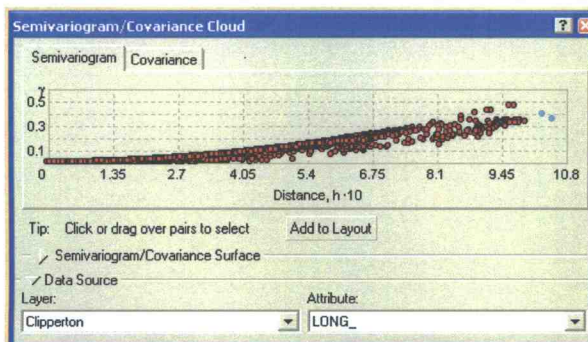 Semivariogram/Covariance Cloud
Semivariogram Covariance
γ
0.5
0.3
0.1
0 1.35 2.7 4.05 5.4 6.75 8.1 9.45 10.8
Distance, h ·10
Tip: Click or drag over pairs to select Add to Layout
Semivariogram/Covariance Surface
Data Source
Layer: Attribute:
Clipperton LONG_